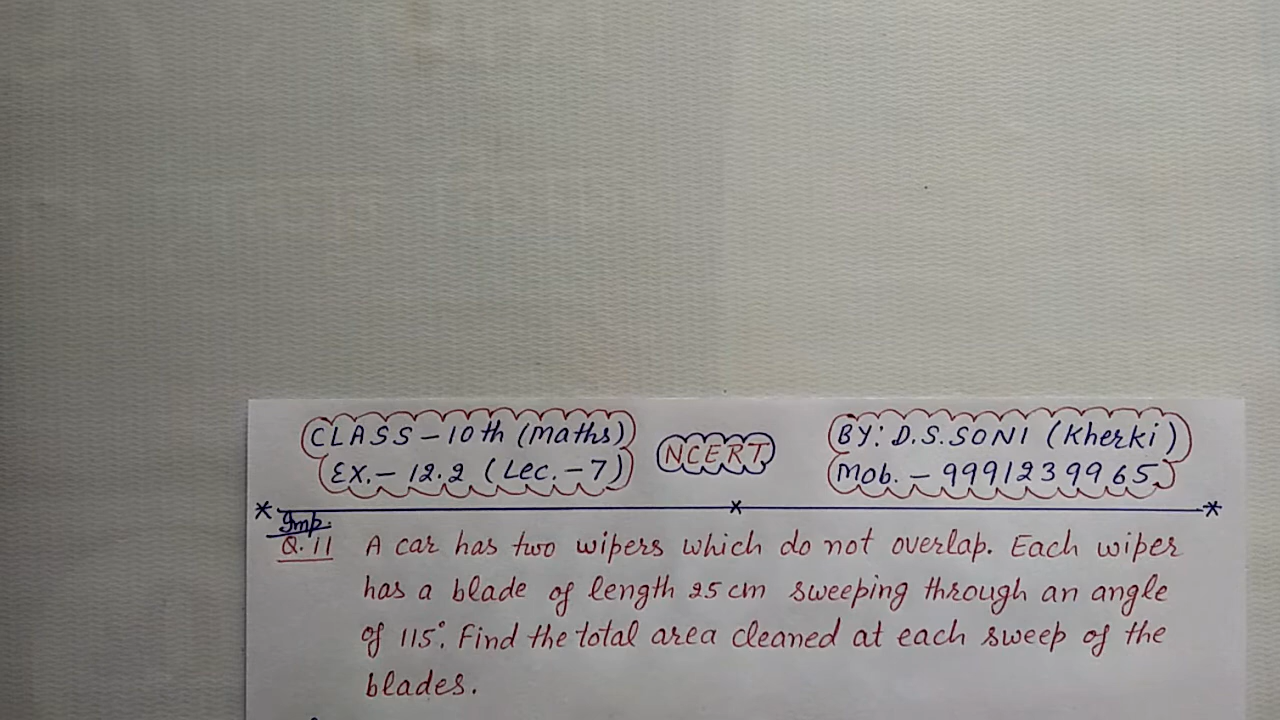 CLASS - 10th (Maths)
EX. - 12.2 (Lec. - 7)
NCERT
BY: D.S.SONI (Kherki)
Mob. - 9991239965
Imp.
Q.11 A car has two wipers which do not overlap. Each wiper
has a blade of length 25 cm sweeping through an angle
of 115°. Find the total area cleaned at each sweep of the
blades.